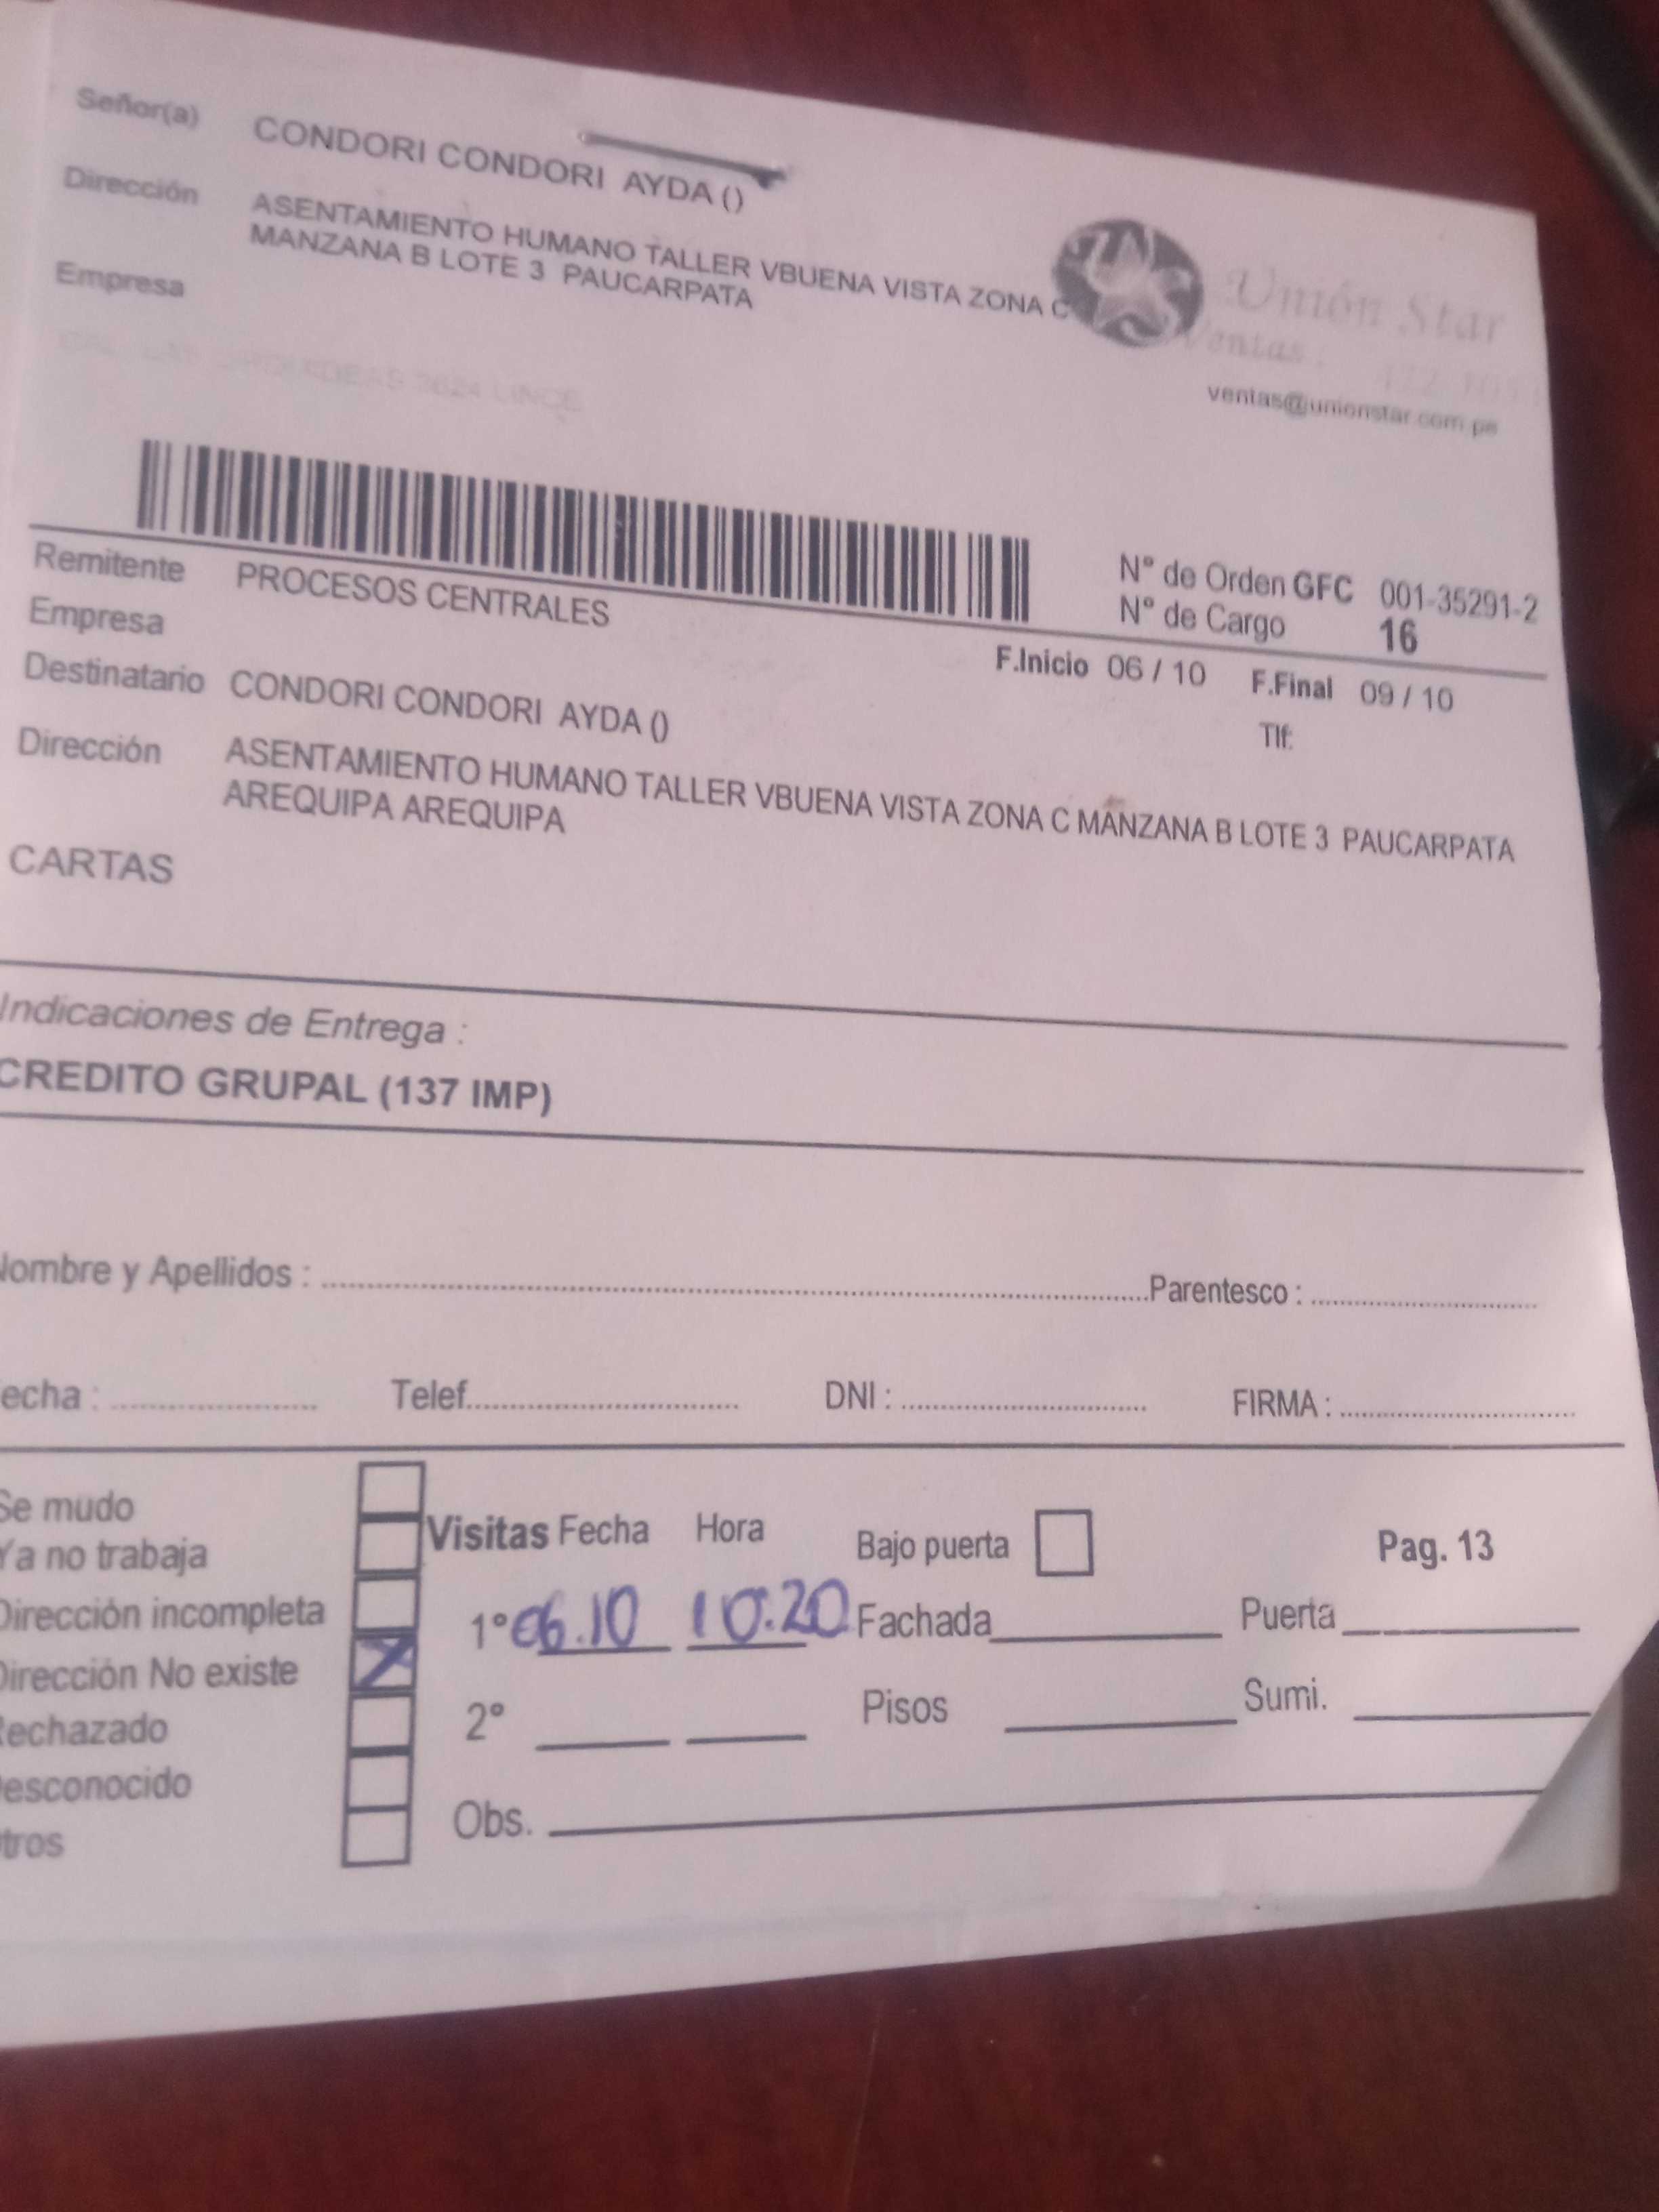 Señor(a) CONDORI CONDORI AYDA ()
Dirección ASENTAMIENTO HUMANO TALLER VBUENA VISTA ZONA C
MANZANA B LOTE 3 PAUCARPATA
Empresa
Unión Star
Ventas:
ventas@unionstar.com.pe
N° de Orden GFC 001-35291-2
N° de Cargo 16
Remitente PROCESOS CENTRALES
Empresa
F.Inicio 06 / 10 F.Final 09 / 10
Destinatario CONDORI CONDORI AYDA ()
Tlf:
Dirección ASENTAMIENTO HUMANO TALLER VBUENA VISTA ZONA C MANZANA B LOTE 3 PAUCARPATA
AREQUIPA AREQUIPA
CARTAS
Indicaciones de Entrega :
CREDITO GRUPAL (137 IMP)
Nombre y Apellidos : Parentesco :
echa : Telef. DNI : FIRMA :
Se mudo
Ya no trabaja
Dirección incompleta
Dirección No existe X
Rechazado
esconocido
tros
Visitas Fecha Hora Bajo puerta Pag. 13
1° 06.10 10:20 Fachada Puerta
2° Pisos Sumi.
Obs.